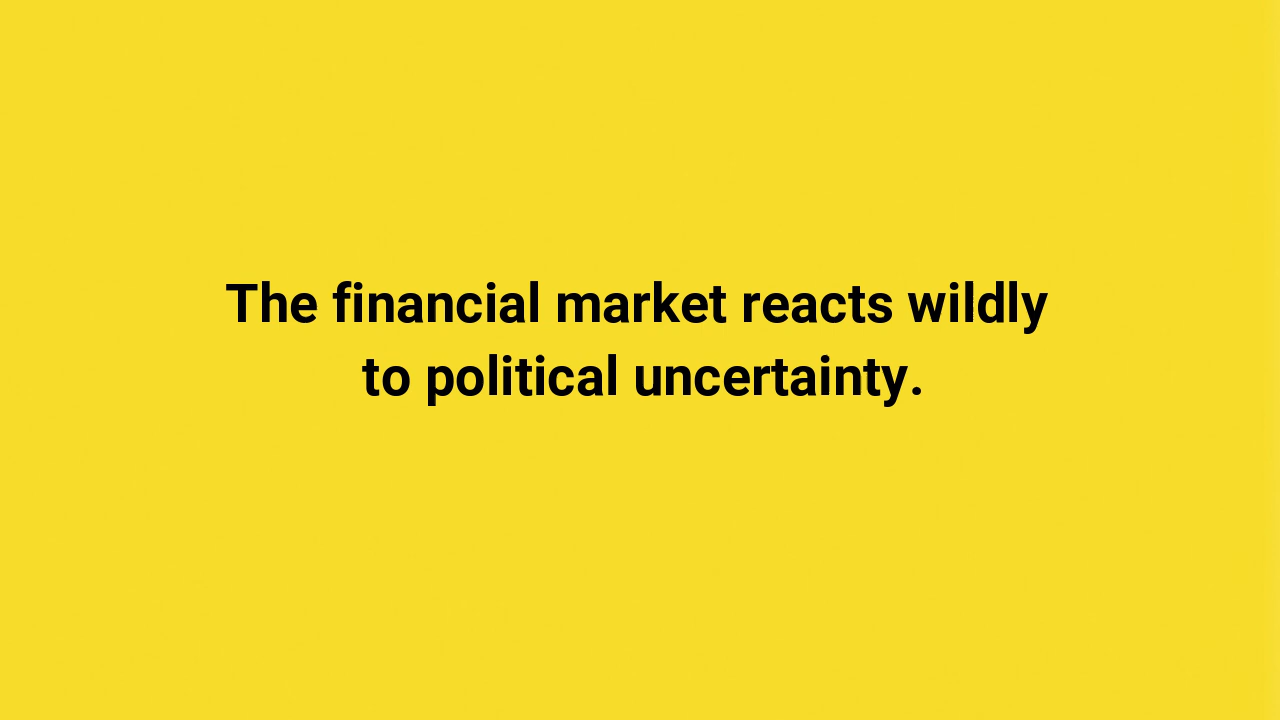 The financial market reacts wildly
to political uncertainty.